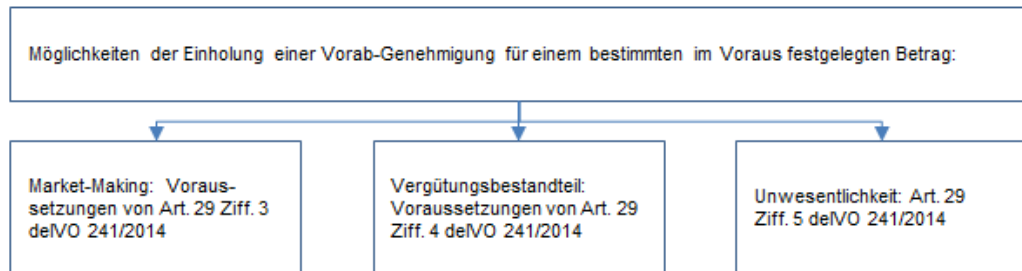 Möglichkeiten der Einholung einer Vorab-Genehmigung für einem bestimmten im Voraus festgelegten Betrag:
Market-Making: Voraus-
setzungen von Art. 29 Ziff. 3
delVO 241/2014
Vergütungsbestandteil:
Voraussetzungen von Art. 29
Ziff. 4 delVO 241/2014
Unwesentlichkeit: Art. 29
Ziff. 5 delVO 241/2014